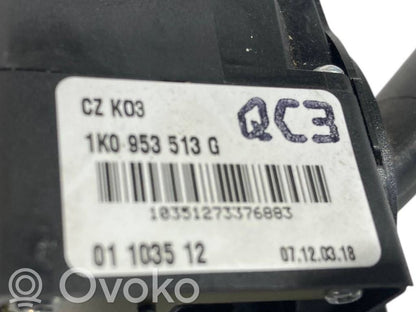 CZ K03
QC3
1K0 953 513 G
10351273376883
01 1035 12
07.12.03.18
Ovoko